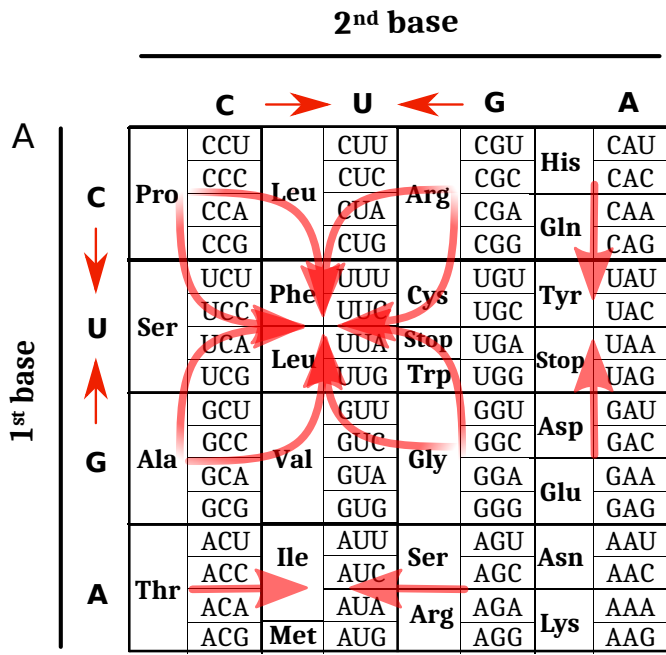 2nd base
A
C U G A
1st base
C
U
G
A
Pro CCU Leu CUU Arg CGU His CAU
CCC CUC CGC CAC
CCA CUA CGA Gln CAA
CCG CUG CGG CAG
Ser UCU Phe UUU Cys UGU Tyr UAU
UCC UUC UGC UAC
UCA Leu UUA Stop UGA Stop UAA
UCG UUG Trp UGG UAG
Ala GCU Val GUU Gly GGU Asp GAU
GCC GUC GGC GAC
GCA GUA GGA Glu GAA
GCG GUG GGG GAG
Thr ACU Ile AUU Ser AGU Asn AAU
ACC AUC AGC AAC
ACA AUA Arg AGA Lys AAA
ACG Met AUG AGG AAG